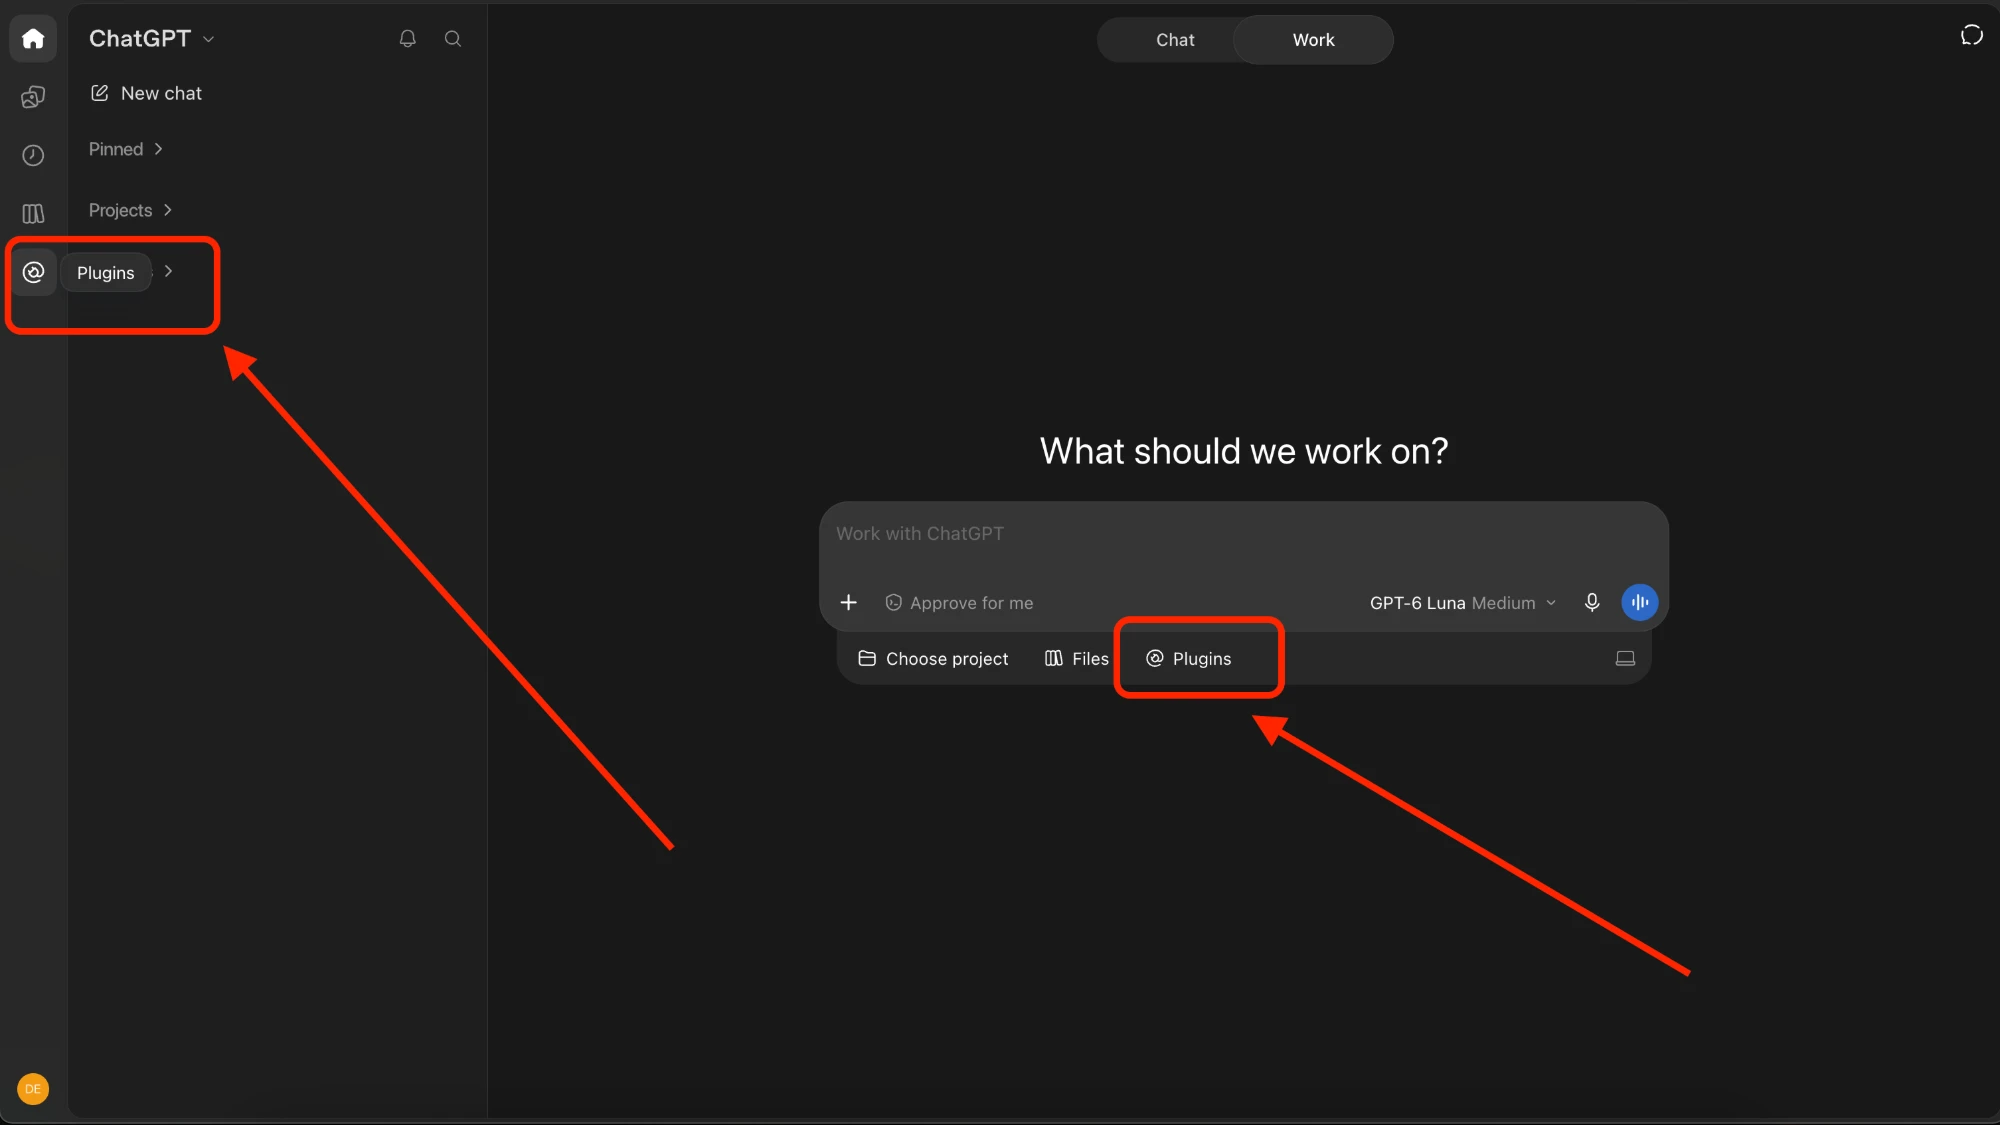 ChatGPT
New chat
Pinned
Projects
Plugins
Chat
Work
What should we work on?
Work with ChatGPT
Approve for me
GPT-6 Luna Medium
Choose project
Files
Plugins
DE